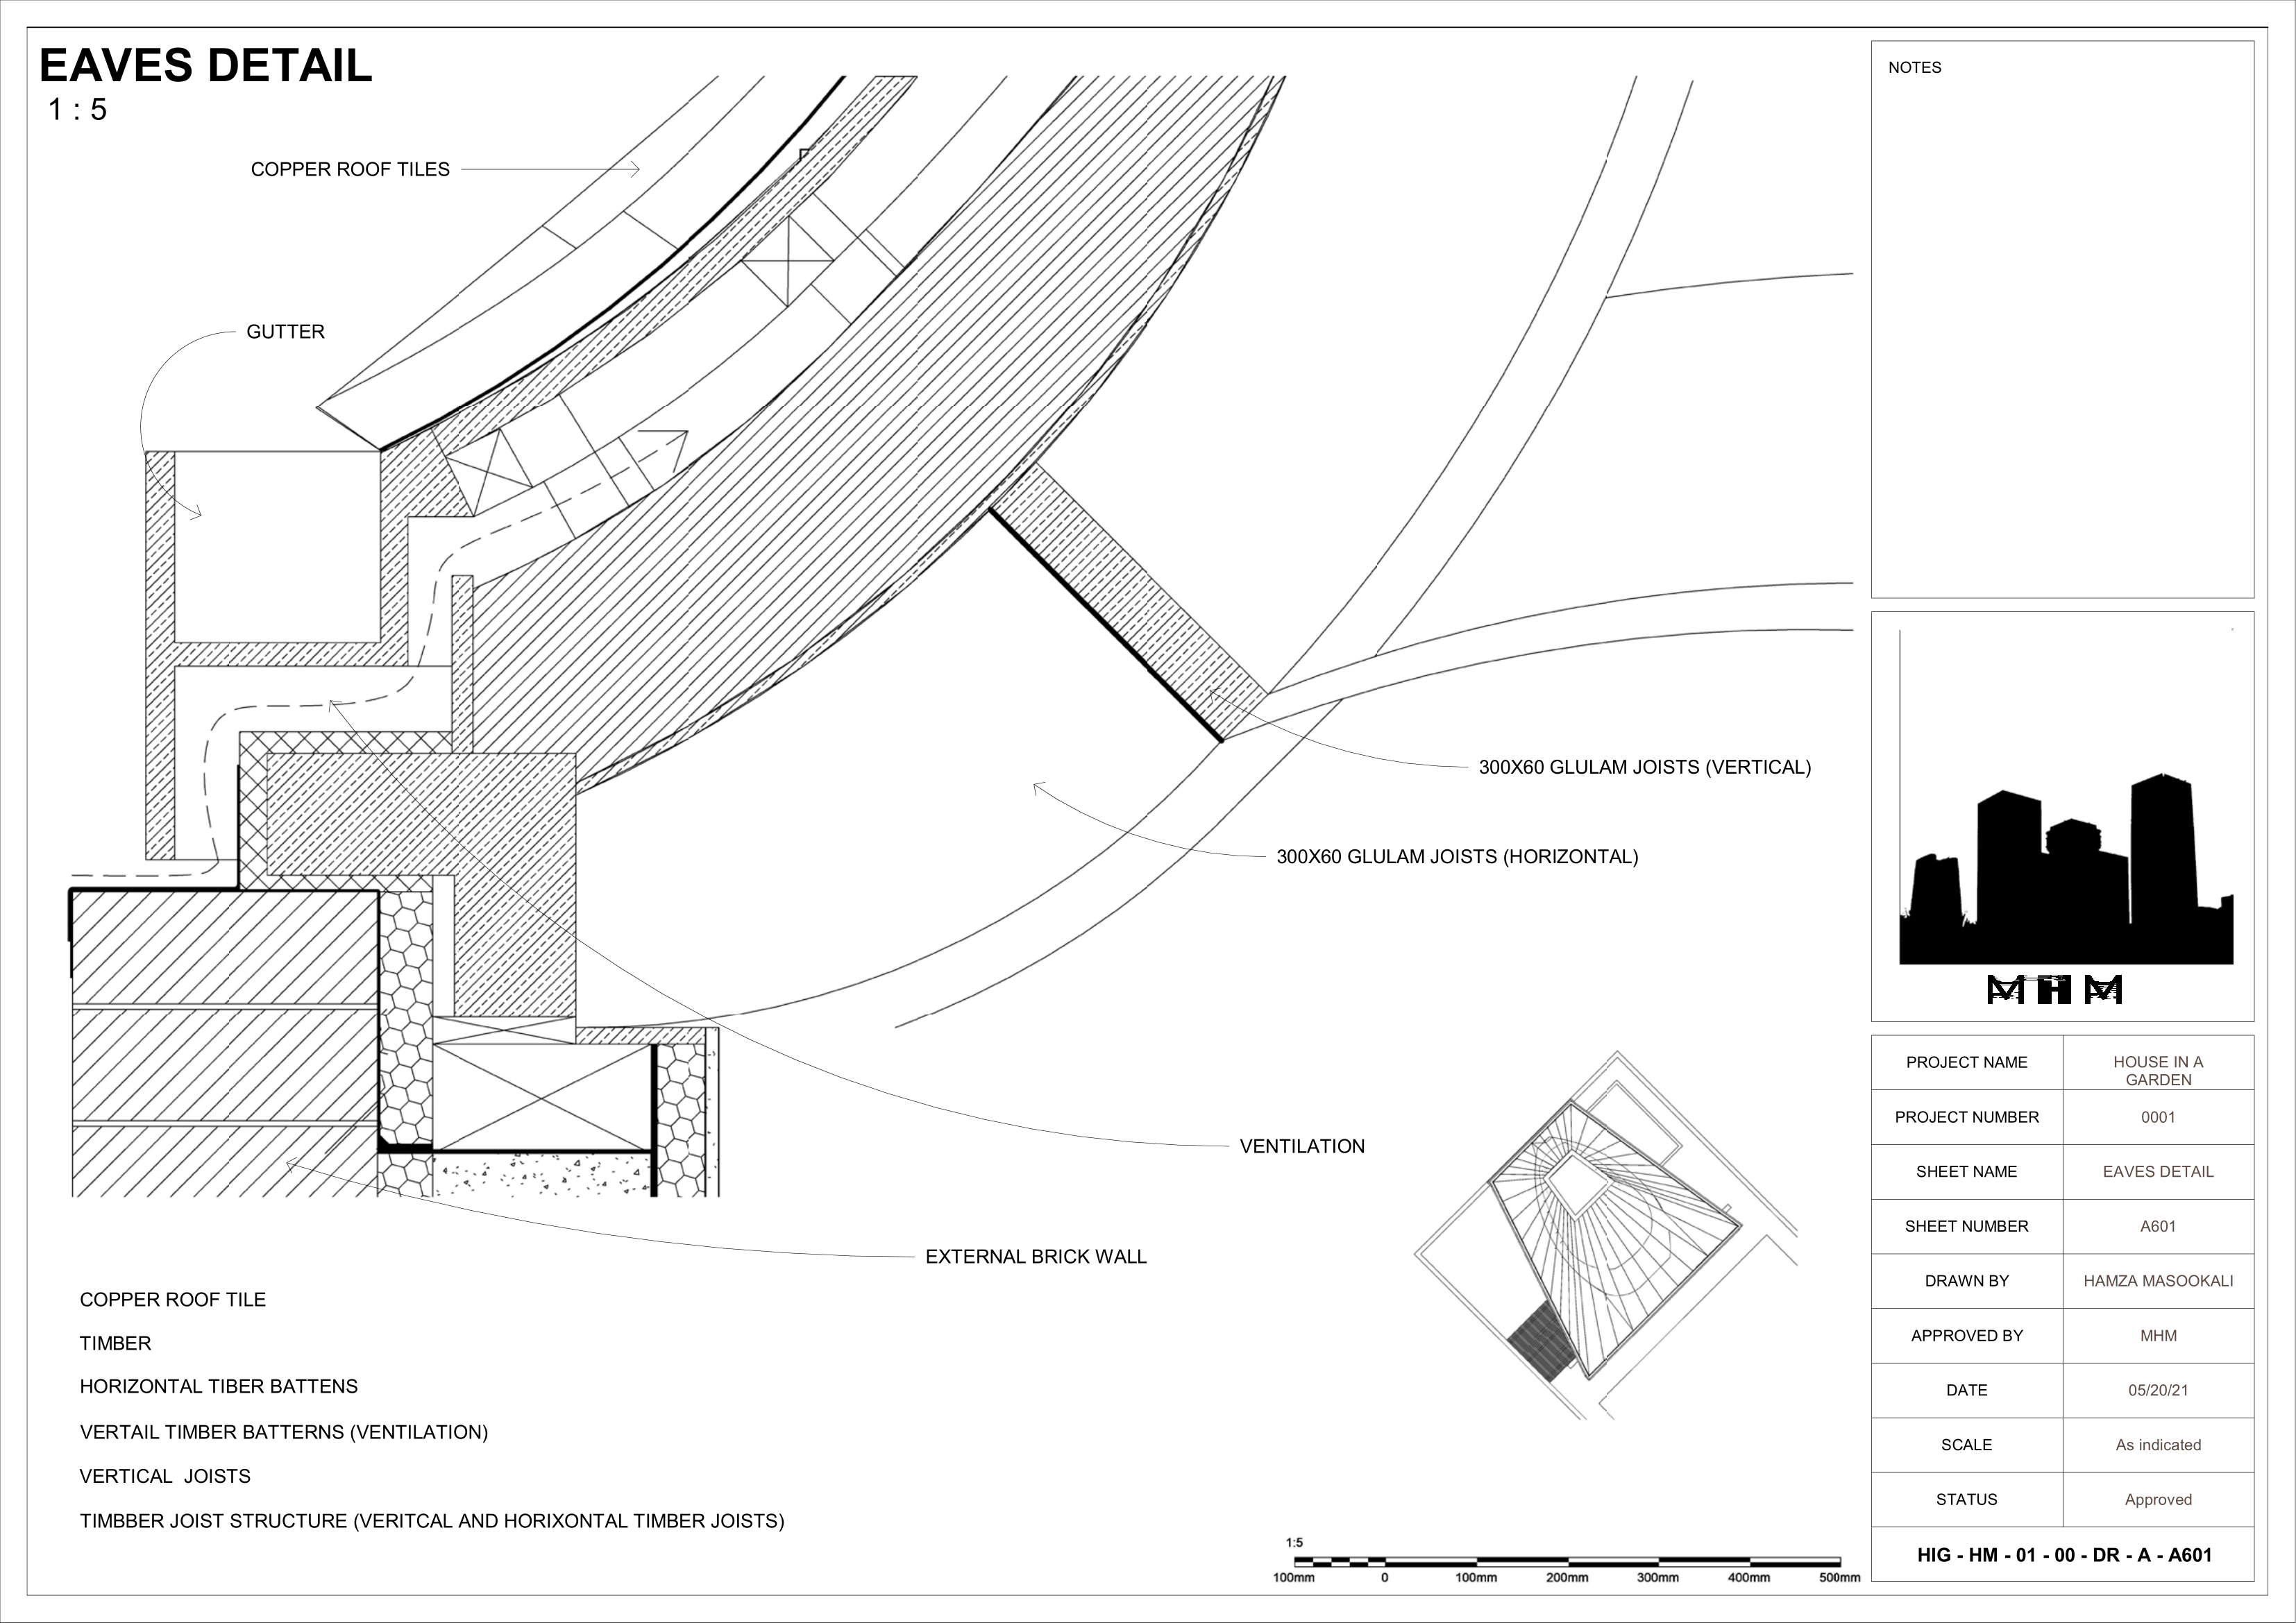 EAVES DETAIL
1 : 5
COPPER ROOF TILES
GUTTER
300X60 GLULAM JOISTS (VERTICAL)
300X60 GLULAM JOISTS (HORIZONTAL)
VENTILATION
EXTERNAL BRICK WALL
COPPER ROOF TILE
TIMBER
HORIZONTAL TIBER BATTENS
VERTAIL TIMBER BATTERNS (VENTILATION)
VERTICAL JOISTS
TIMBBER JOIST STRUCTURE (VERITCAL AND HORIXONTAL TIMBER JOISTS)
1:5
100mm 0 100mm 200mm 300mm 400mm 500mm
NOTES
MHM
PROJECT NAME HOUSE IN A
GARDEN
PROJECT NUMBER 0001
SHEET NAME EAVES DETAIL
SHEET NUMBER A601
DRAWN BY HAMZA MASOOKALI
APPROVED BY MHM
DATE 05/20/21
SCALE As indicated
STATUS Approved
HIG - HM - 01 - 00 - DR - A - A601